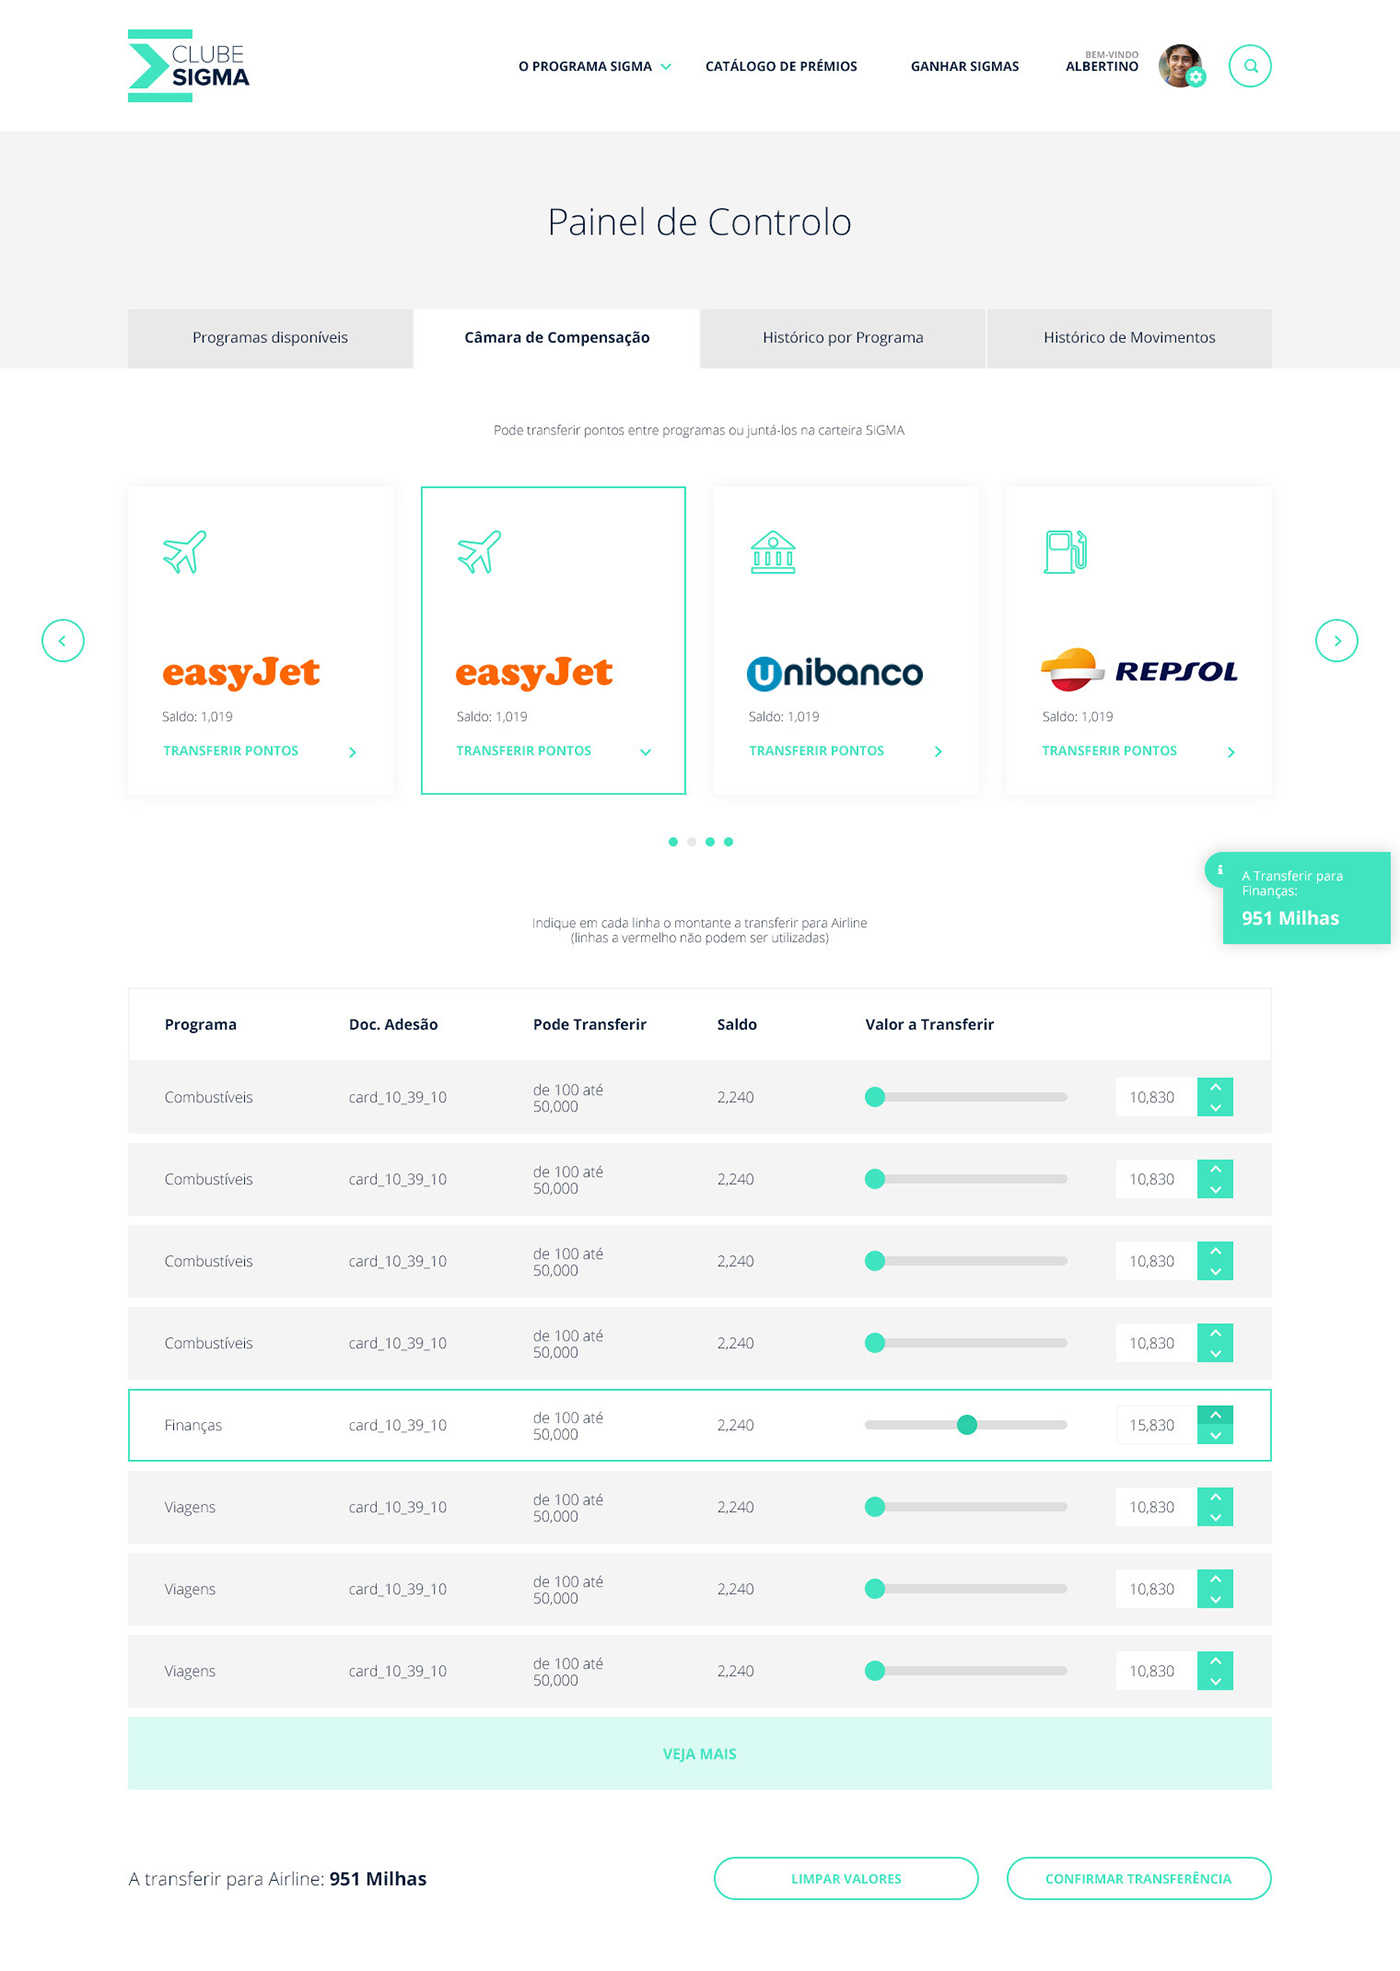 CLUBE
SIGMA
O PROGRAMA SIGMA
CATÁLOGO DE PRÉMIOS
GANHAR SIGMAS
BEM-VINDO
ALBERTINO
Painel de Controlo
Programas disponíveis
Câmara de Compensação
Histórico por Programa
Histórico de Movimentos
Pode transferir pontos entre programas ou juntá-los na carteira SIGMA
easyJet
Saldo: 1,019
TRANSFERIR PONTOS
easyJet
Saldo: 1,019
TRANSFERIR PONTOS
Unibanco
Saldo: 1,019
TRANSFERIR PONTOS
REPSOL
Saldo: 1,019
TRANSFERIR PONTOS
i
A Transferir para
Finanças:
951 Milhas
Indique em cada linha o montante a transferir para Airline
(linhas a vermelho não podem ser utilizadas)
Programa Doc. Adesão Pode Transferir Saldo Valor a Transferir
Combustíveis card_10_39_10 de 100 até
50,000
2,240 10,830
Combustíveis card_10_39_10 de 100 até
50,000
2,240 10,830
Combustíveis card_10_39_10 de 100 até
50,000
2,240 10,830
Combustíveis card_10_39_10 de 100 até
50,000
2,240 10,830
Finanças card_10_39_10 de 100 até
50,000
2,240 15,830
Viagens card_10_39_10 de 100 até
50,000
2,240 10,830
Viagens card_10_39_10 de 100 até
50,000
2,240 10,830
Viagens card_10_39_10 de 100 até
50,000
2,240 10,830
VEJA MAIS
A transferir para Airline: 951 Milhas
LIMPAR VALORES
CONFIRMAR TRANSFERÊNCIA